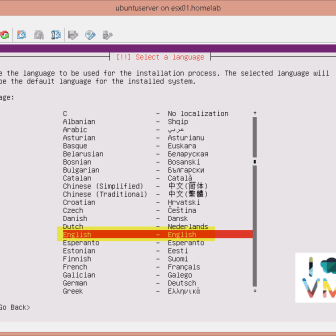 ubuntuserver on esx01.homelab
[!!] Select a language
e the language to be used for the installation process. The selected language will
be the default language for the installed system.
age:
C - No localization
Albanian - Shqip
Arabic - عربي
Asturian - Asturianu
Basque - Euskara
Belarusian - Беларуская
Bosnian - Bosanski
Bulgarian - Български
Catalan - Català
Chinese (Simplified) - 中文(简体)
Chinese (Traditional) - 中文(繁體)
Croatian - Hrvatski
Czech - Čeština
Danish - Dansk
Dutch - Nederlands
English - English
Esperanto - Esperanto
Estonian - Eesti
Finnish - Suomi
French - Français
Galician - Galego
German - Deutsch
Greek - Ελληνικά
Go Back>
I
VM